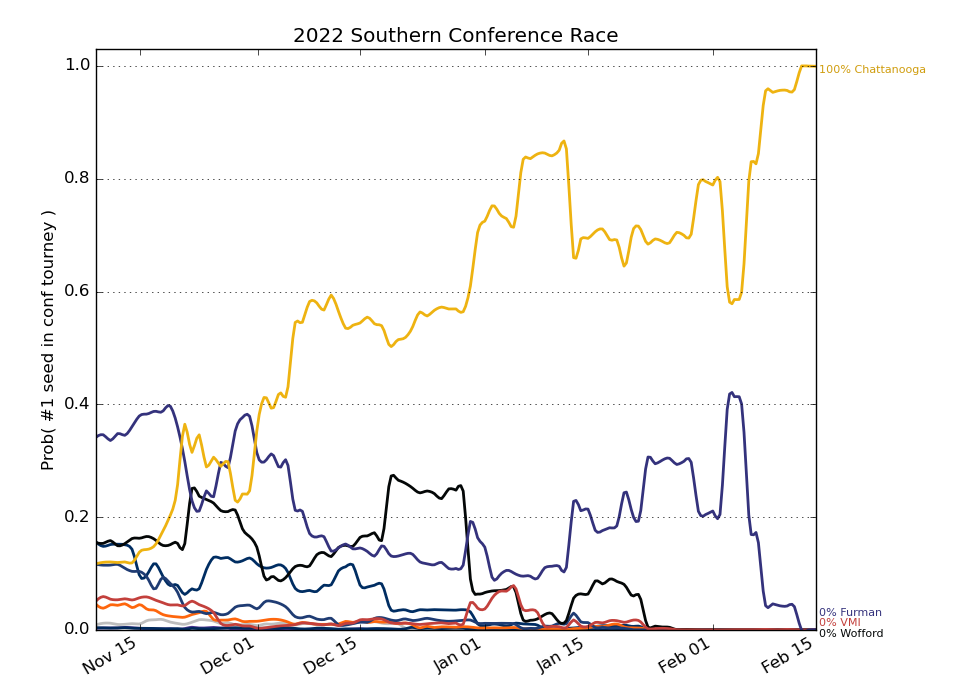 2022 Southern Conference Race
Prob( #1 seed in conf tourney )
1.0
0.8
0.6
0.4
0.2
0.0
100% Chattanooga
0% Furman
0% VMI
0% Wofford
Nov 15
Dec 01
Dec 15
Jan 01
Jan 15
Feb 01
Feb 15